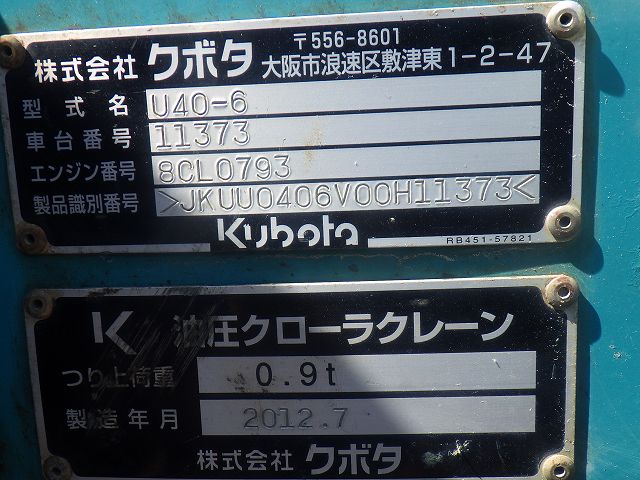 〒556-8601
株式会社 クボタ 大阪市浪速区敷津東1-2-47
型式名 U40-6
車台番号 11373
エンジン番号 8CL0793
製品識別番号 >JKUU0406V00H11373<
Kubota RB451-57821
K 油圧クローラクレーン
つり上荷重 0.9t
製造年月 2012.7
株式会社 クボタ